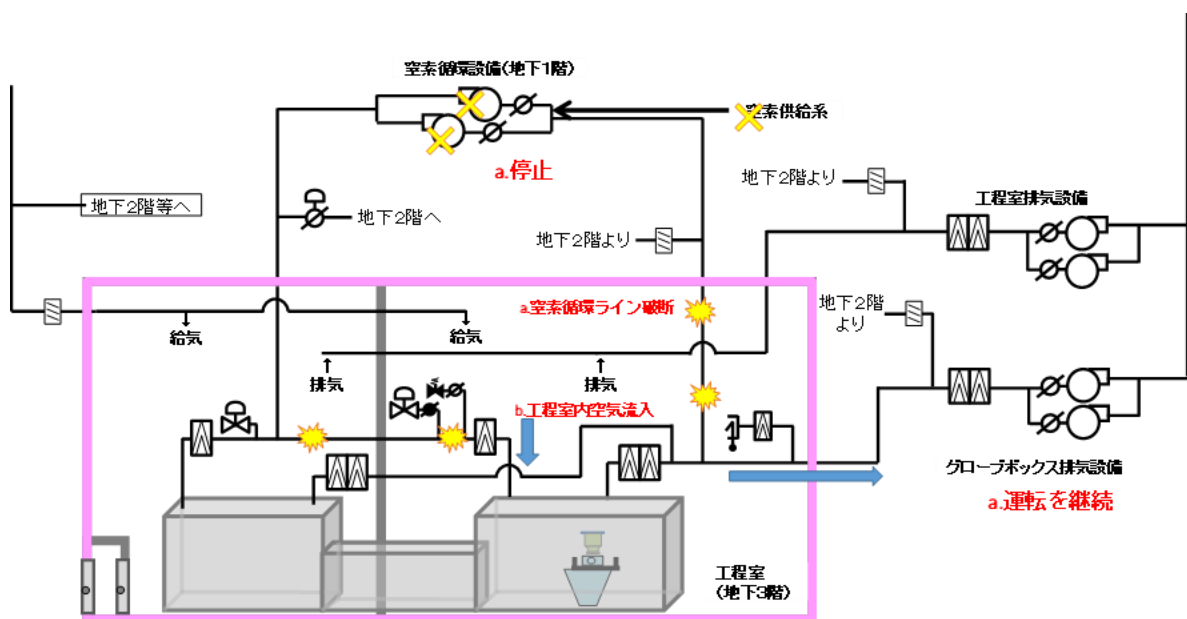 窒素循環設備(地下1階)
窒素供給系
a.停止
地下2階より
工程室排気設備
地下2階等へ
地下2階へ
地下2階より
a.窒素循環ライン破断
地下2階
より
給気
給気
排気
排気
b.工程室内空気流入
グローブボックス排気設備
a.運転を継続
工程室
(地下3階)